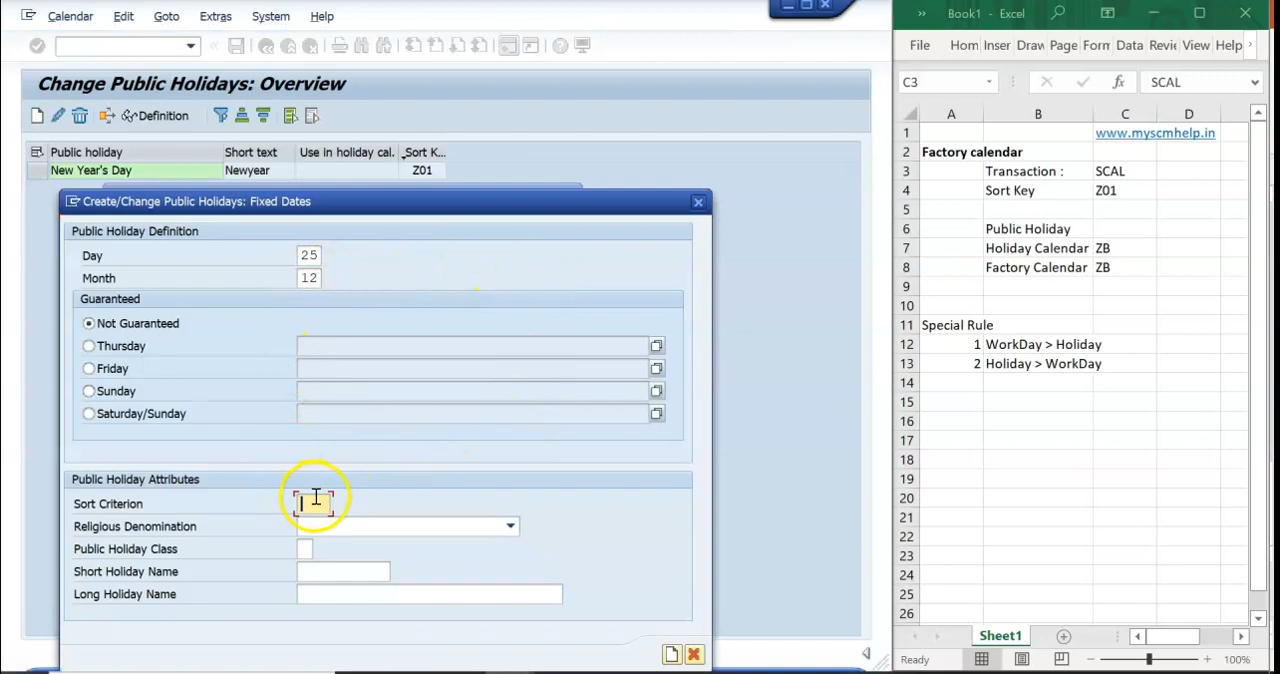 Calendar Edit Goto Extras System Help
Change Public Holidays: Overview
Definition
Public holiday Short text Use in holiday cal. Sort K...
New Year's Day Newyear Z01
Create/Change Public Holidays: Fixed Dates
Public Holiday Definition
Day 25
Month 12
Guaranteed
Not Guaranteed
Thursday
Friday
Sunday
Saturday/Sunday
Public Holiday Attributes
Sort Criterion
Religious Denomination
Public Holiday Class
Short Holiday Name
Long Holiday Name
Book1 - Excel
File Hom Inser Draw Page Form Data Revie View Help
C3 fx SCAL
A B C D
1 www.myscmhelp.in
2 Factory calendar
3 Transaction : SCAL
4 Sort Key Z01
5
6 Public Holiday
7 Holiday Calendar ZB
8 Factory Calendar ZB
9
10
11 Special Rule
12 1 WorkDay > Holiday
13 2 Holiday > WorkDay
14
15
16
17
18
19
20
21
22
23
24
25
26
Sheet1
Ready 100%